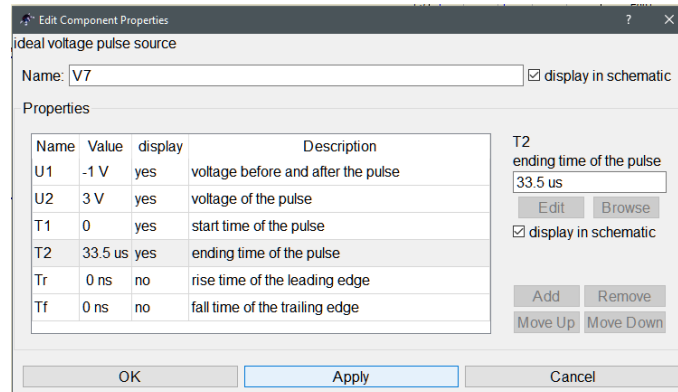 Edit Component Properties ? ×
ideal voltage pulse source
Name: V7 display in schematic
Properties
Name Value display Description
U1 -1 V yes voltage before and after the pulse
U2 3 V yes voltage of the pulse
T1 0 yes start time of the pulse
T2 33.5 us yes ending time of the pulse
Tr 0 ns no rise time of the leading edge
Tf 0 ns no fall time of the trailing edge
T2
ending time of the pulse
33.5 us
Edit Browse
display in schematic
Add Remove
Move Up Move Down
OK Apply Cancel